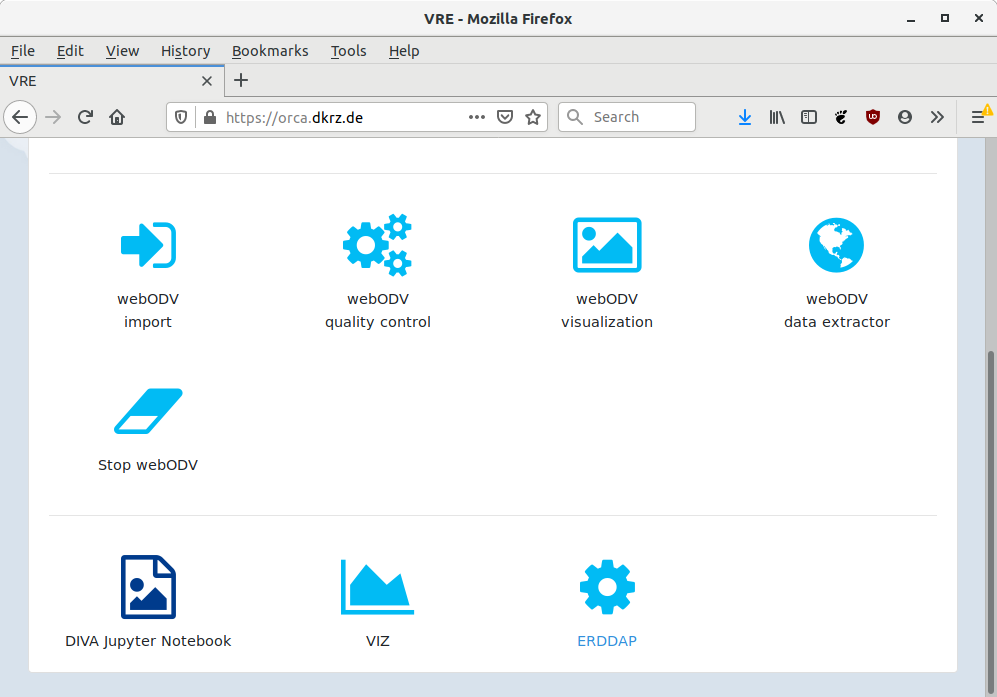 VRE - Mozilla Firefox
File Edit View History Bookmarks Tools Help
VRE
https://orca.dkrz.de
Search
webODV
import
webODV
quality control
webODV
visualization
webODV
data extractor
Stop webODV
DIVA Jupyter Notebook
VIZ
ERDDAP